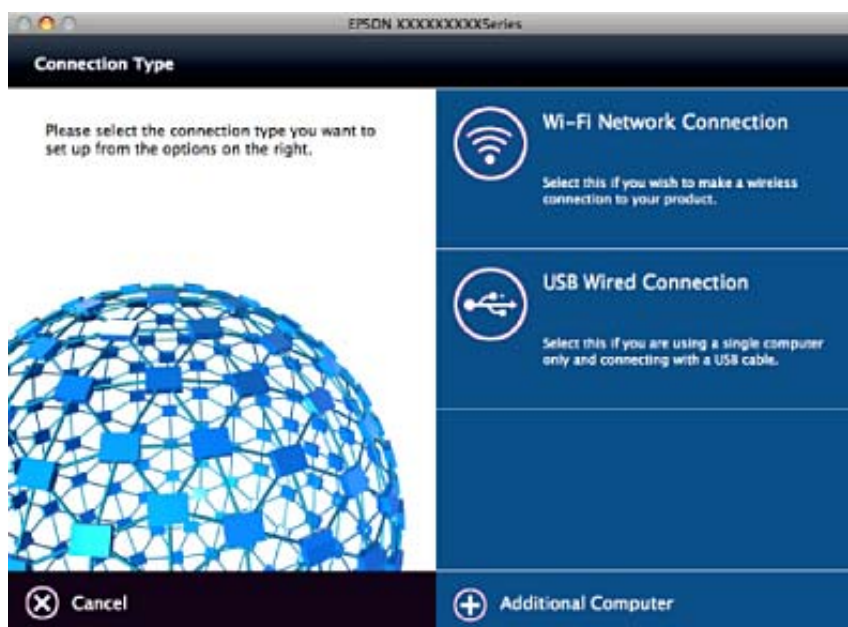 EPSON XXXXXXXXXSeries
Connection Type
Please select the connection type you want to
set up from the options on the right.
Wi-Fi Network Connection
Select this if you wish to make a wireless
connection to your product.
USB Wired Connection
Select this if you are using a single computer
only and connecting with a USB cable.
Cancel
Additional Computer